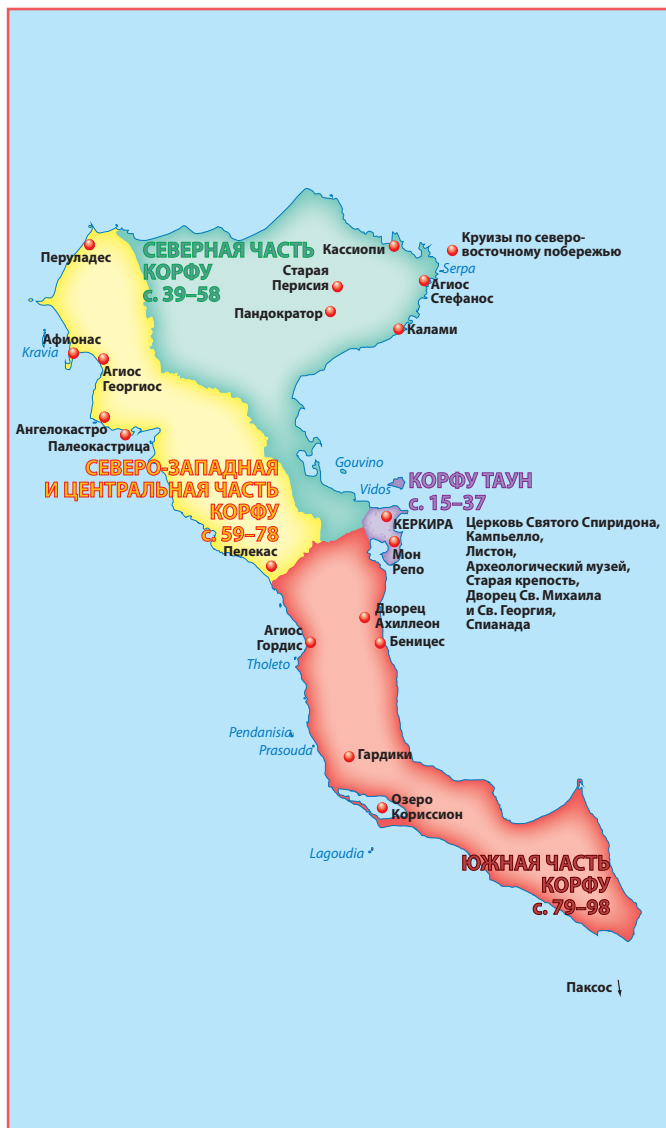 Перуладес
СЕВЕРНАЯ ЧАСТЬ
КОРФУ
с. 39–58
Кассиопи
Круизы по северо-
восточному побережью
Serpa
Старая
Перисия
Агиос
Стефанос
Пандократор
Калами
Афионас
Kravia
Агиос
Георгиос
Ангелокастро
Палеокастрица
СЕВЕРО-ЗАПАДНАЯ
И ЦЕНТРАЛЬНАЯ ЧАСТЬ
КОРФУ
с. 59–78
Пелекас
Gouvino
Vidos
КОРФУ ТАУН
с. 15–37
КЕРКИРА
Мон
Репо
Церковь Святого Спиридона,
Кампьелло,
Листон,
Археологический музей,
Старая крепость,
Дворец Св. Михаила
и Св. Георгия,
Спианада
Дворец
Ахиллеон
Агиос
Гордис
Беницес
Tholeto
Pendanisia
Prasouda
Гардики
Озеро
Кориссион
Lagoudia
ЮЖНАЯ ЧАСТЬ
КОРФУ
с. 79–98
Паксос